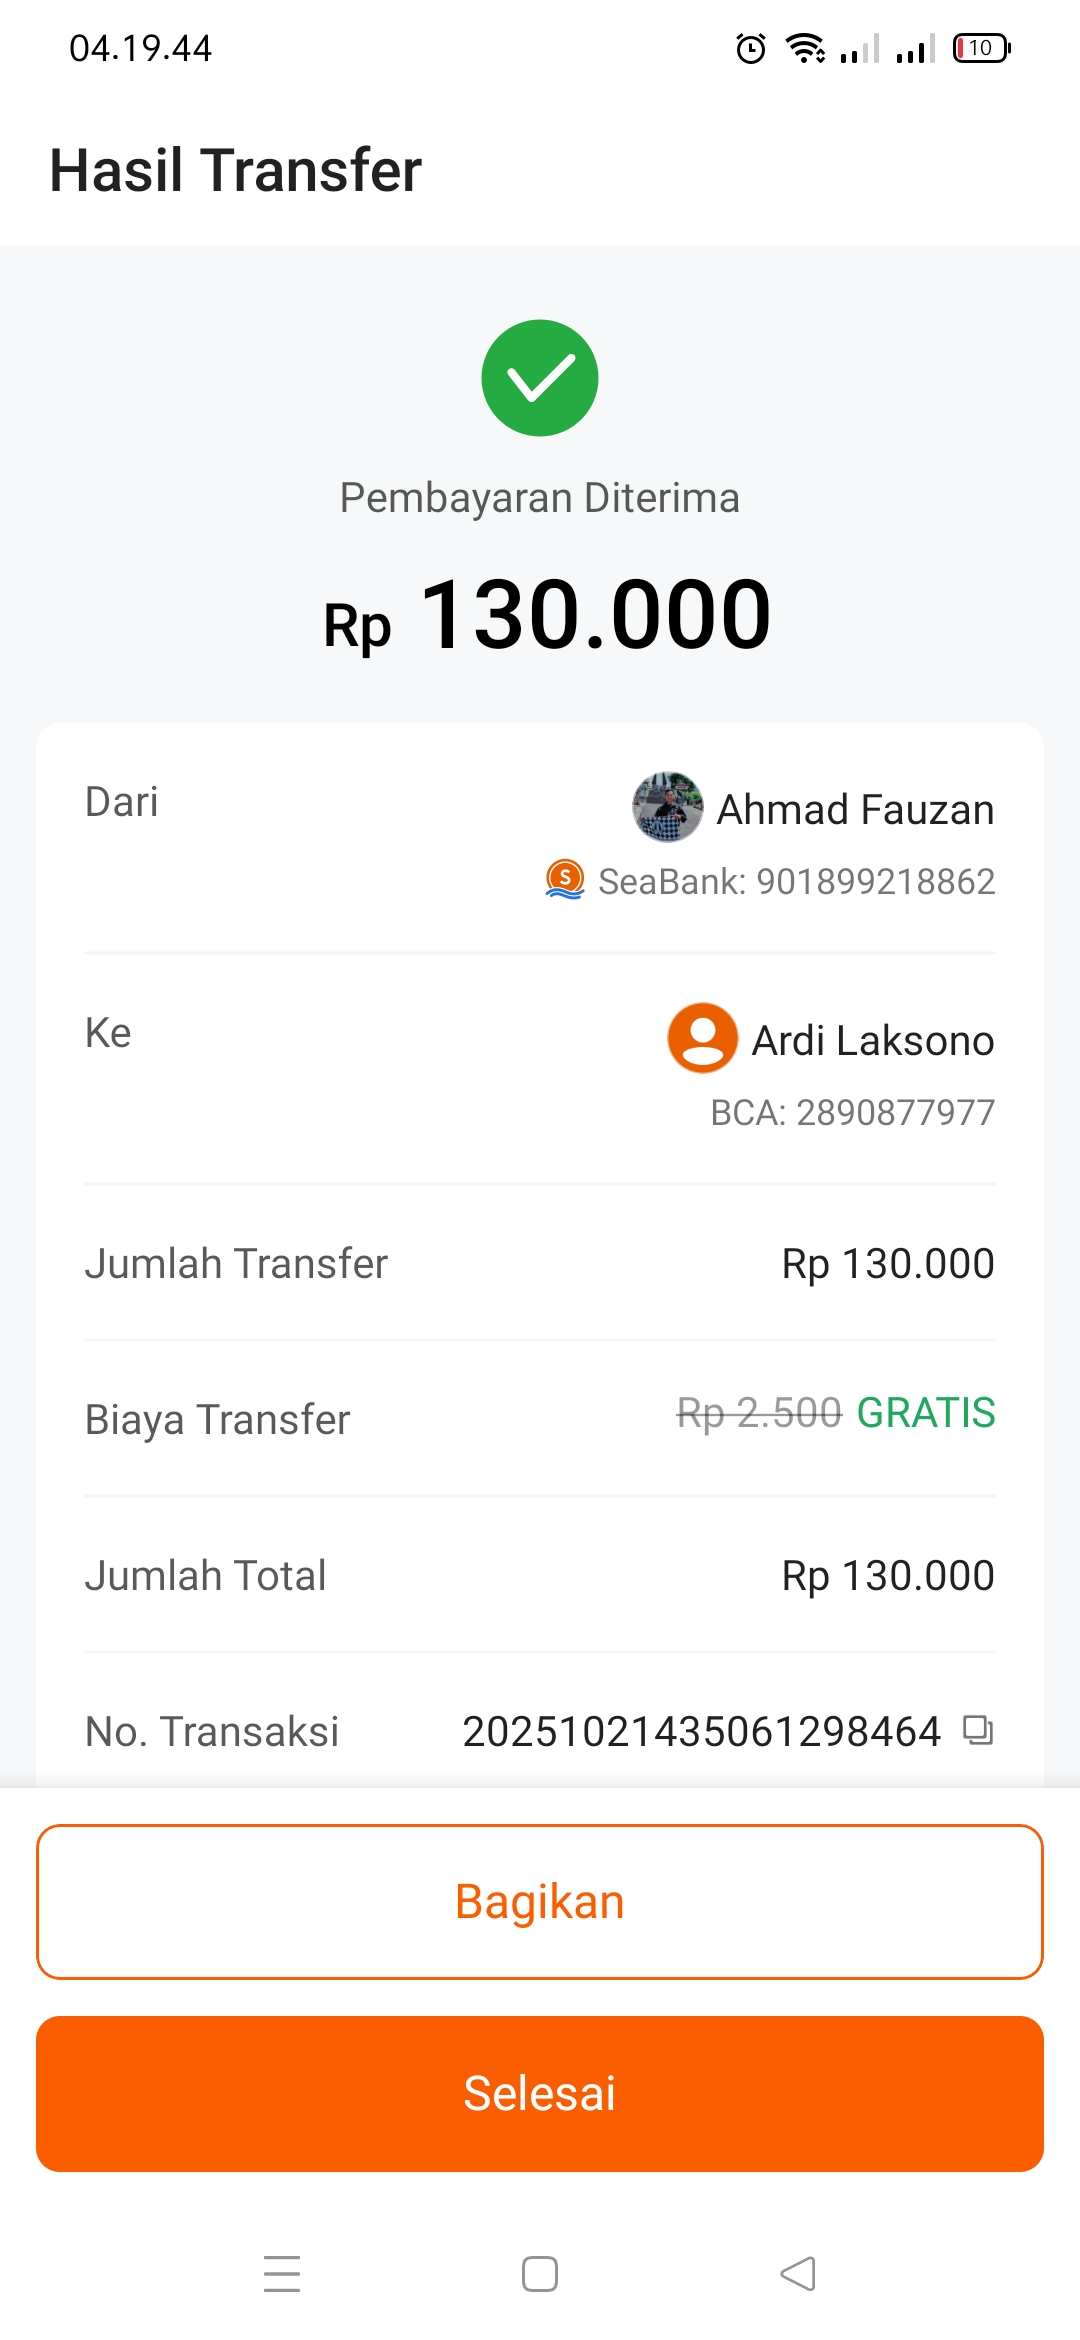 04.19.44
10
Hasil Transfer
Pembayaran Diterima
Rp 130.000
Dari
Ahmad Fauzan
SeaBank: 901899218862
Ke
Ardi Laksono
BCA: 2890877977
Jumlah Transfer
Rp 130.000
Biaya Transfer
Rp 2.500 GRATIS
Jumlah Total
Rp 130.000
No. Transaksi
20251021435061298464
Bagikan
Selesai